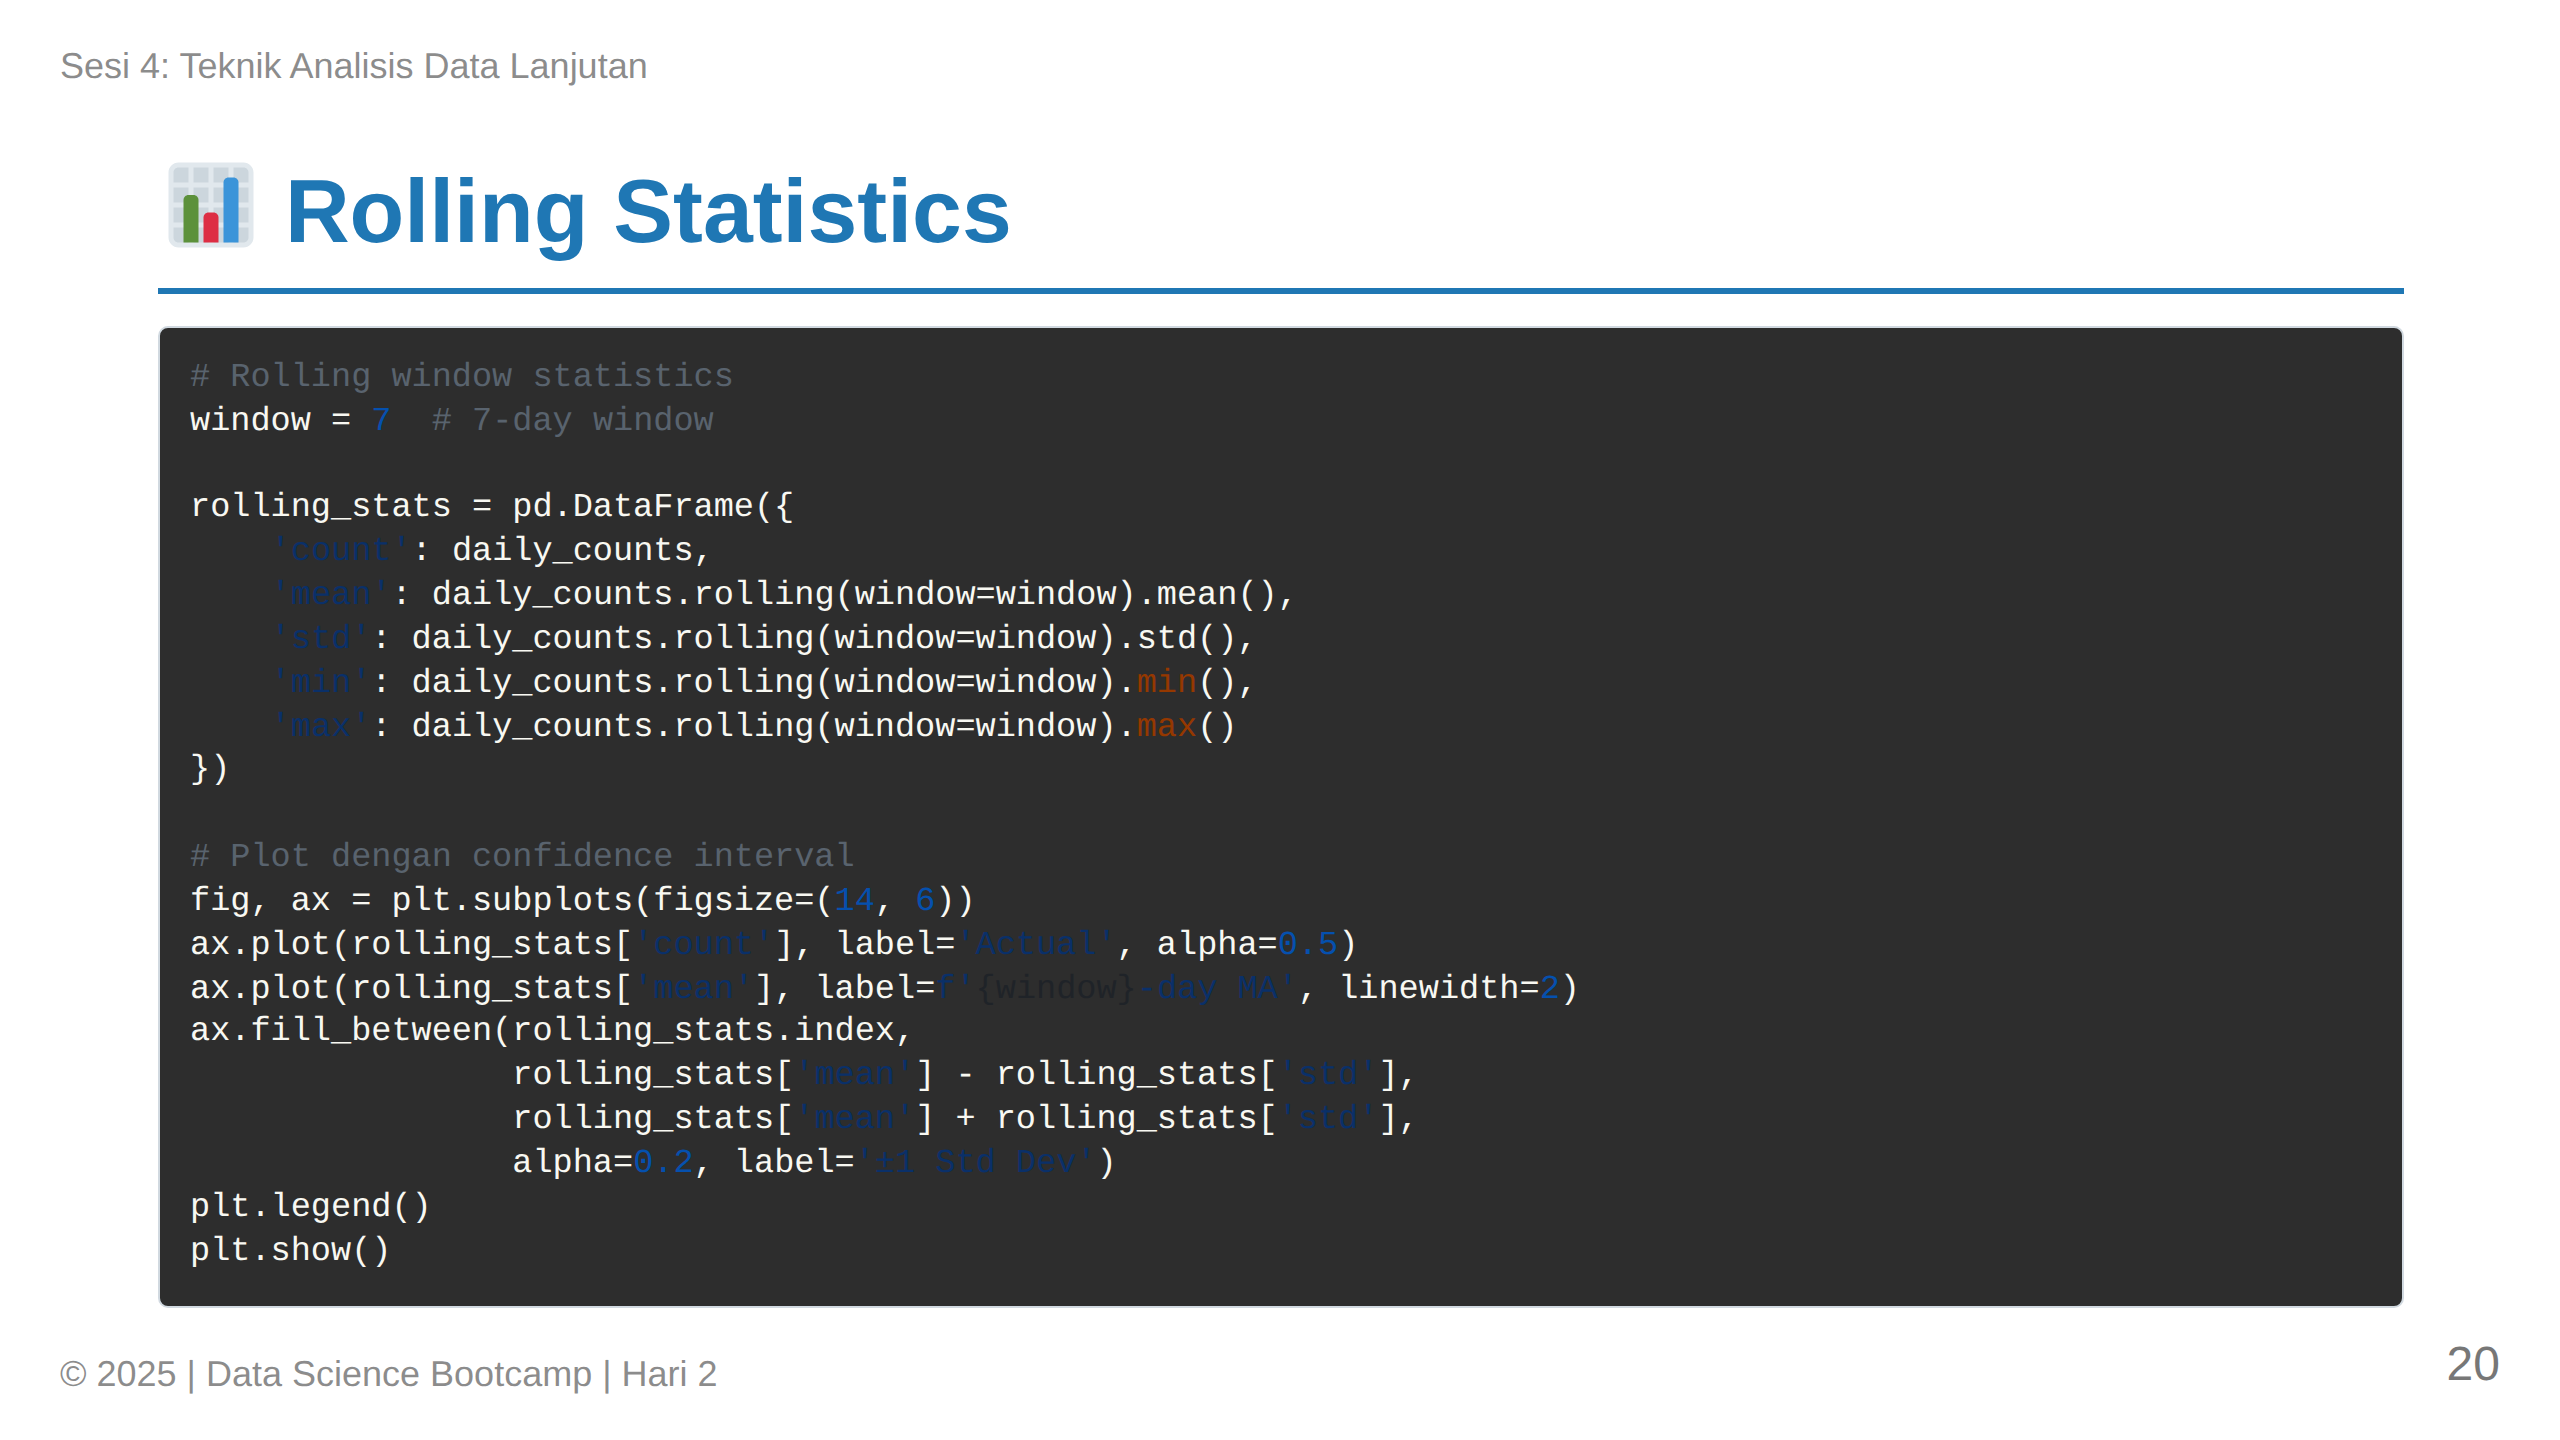 Sesi 4: Teknik Analisis Data Lanjutan
Rolling Statistics
# Rolling window statistics
window = 7  # 7-day window
rolling_stats = pd.DataFrame({
    'count': daily_counts,
    'mean': daily_counts.rolling(window=window).mean(),
    'std': daily_counts.rolling(window=window).std(),
    'min': daily_counts.rolling(window=window).min(),
    'max': daily_counts.rolling(window=window).max()
})
# Plot dengan confidence interval
fig, ax = plt.subplots(figsize=(14, 6))
ax.plot(rolling_stats['count'], label='Actual', alpha=0.5)
ax.plot(rolling_stats['mean'], label=f'{window}-day MA', linewidth=2)
ax.fill_between(rolling_stats.index,
                rolling_stats['mean'] - rolling_stats['std'],
                rolling_stats['mean'] + rolling_stats['std'],
                alpha=0.2, label='±1 Std Dev')
plt.legend()
plt.show()
© 2025 | Data Science Bootcamp | Hari 2
20